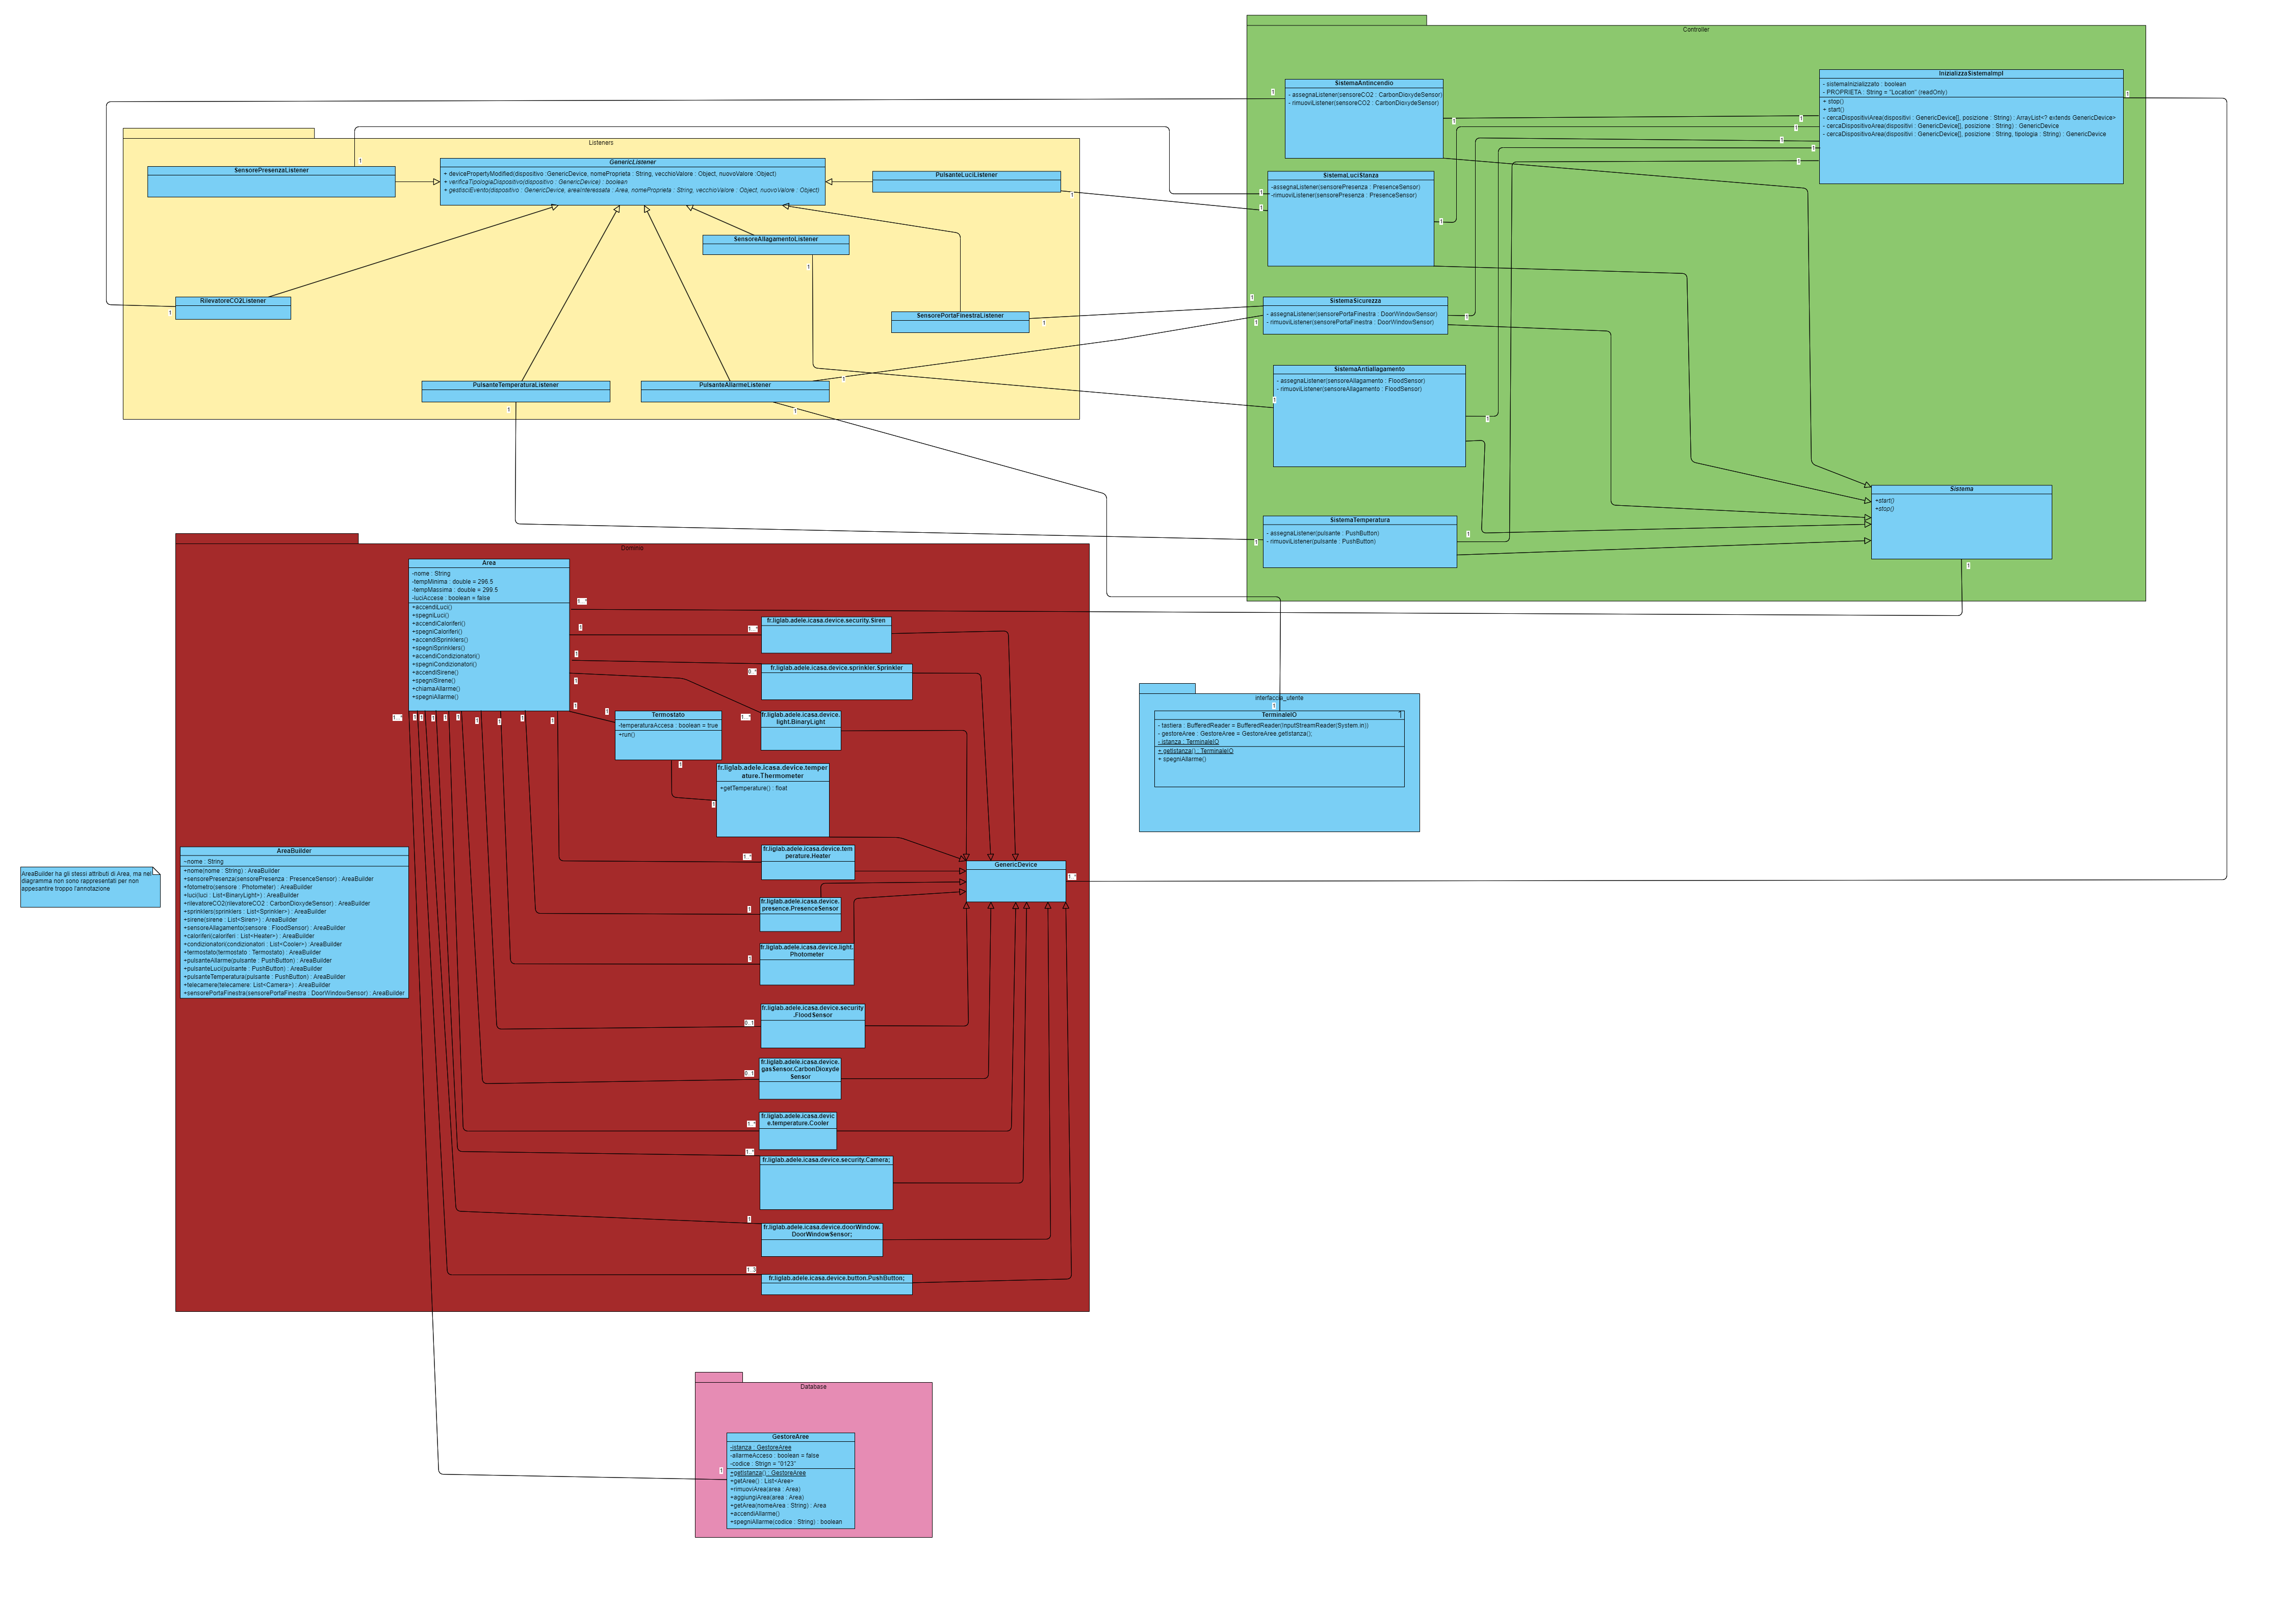 Controller
SistemaAntincendio
- assegnaListener(sensoreCO2 : CarbonDioxydeSensor)
- rimuoviListener(sensoreCO2 : CarbonDioxydeSensor)
InizializzaSistemaImpl
- sistemaInizializzato : boolean
- PROPRIETA : String = "Location" {readOnly}
+ stop()
+ start()
- cercaDispositiviArea(dispositivi : GenericDevice[], posizione : String) : ArrayList<? extends GenericDevice>
- cercaDispositivoArea(dispositivi : GenericDevice[], posizione : String) : GenericDevice
- cercaDispositivoArea(dispositivi : GenericDevice[], posizione : String, tipologia : String) : GenericDevice
SistemaLuciStanza
-assegnaListener(sensorePresenza : PresenceSensor)
-rimuoviListener(sensorePresenza : PresenceSensor)
SistemaSicurezza
- assegnaListener(sensorePortaFinestra : DoorWindowSensor)
- rimuoviListener(sensorePortaFinestra : DoorWindowSensor)
SistemaAntiallagamento
- assegnaListener(sensoreAllagamento : FloodSensor)
- rimuoviListener(sensoreAllagamento : FloodSensor)
SistemaTemperatura
- assegnaListener(pulsante : PushButton)
- rimuoviListener(pulsante : PushButton)
Sistema
+start()
+stop()
Listeners
SensorePresenzaListener
GenericListener
+ devicePropertyModified(dispositivo :GenericDevice, nomeProprieta : String, vecchioValore : Object, nuovoValore :Object)
+ verificaTipologiaDispositivo(dispositivo : GenericDevice) : boolean
+ gestisciEvento(dispositivo : GenericDevice, areaInteressata : Area, nomeProprieta : String, vecchioValore : Object, nuovoValore : Object)
PulsanteLuciListener
SensoreAllagamentoListener
RilevatoreCO2Listener
SensorePortaFinestraListener
PulsanteTemperaturaListener
PulsanteAllarmeListener
Dominio
Area
-nome : String
-tempMinima : double = 296.5
-tempMassima : double = 299.5
-luciAccese : boolean = false
+accendiLuci()
+spegniLuci()
+accendiCaloriferi()
+spegniCaloriferi()
+accendiSprinklers()
+spegniSprinklers()
+accendiCondizionatori()
+spegniCondizionatori()
+accendiSirene()
+spegniSirene()
+chiamaAllarme()
+spegniAllarme()
fr.liglab.adele.icasa.device.security.Siren
fr.liglab.adele.icasa.device.sprinkler.Sprinkler
fr.liglab.adele.icasa.device.
light.BinaryLight
Termostato
-temperaturaAccesa : boolean = true
+run()
fr.liglab.adele.icasa.device.temper
ature.Thermometer
+getTemperature() : float
fr.liglab.adele.icasa.device.tem
perature.Heater
GenericDevice
fr.liglab.adele.icasa.device.
presence.PresenceSensor
fr.liglab.adele.icasa.device.light.
Photometer
fr.liglab.adele.icasa.device.security
.FloodSensor
fr.liglab.adele.icasa.device.
gasSensor.CarbonDioxyde
Sensor
fr.liglab.adele.icasa.devic
e.temperature.Cooler
fr.liglab.adele.icasa.device.security.Camera;
fr.liglab.adele.icasa.device.doorWindow.
DoorWindowSensor;
fr.liglab.adele.icasa.device.button.PushButton;
AreaBuilder
-nome : String
+nome(nome : String) : AreaBuilder
+sensorePresenza(sensorePresenza : PresenceSensor) : AreaBuilder
+fotometro(sensore : Photometer) : AreaBuilder
+luci(luci : List<BinaryLight>) : AreaBuilder
+rilevatoreCO2(rilevatoreCO2 : CarbonDioxydeSensor) : AreaBuilder
+sprinklers(sprinklers : List<Sprinkler>) : AreaBuilder
+sirene(sirene : List<Siren>) : AreaBuilder
+sensoreAllagamento(sensore : FloodSensor) : AreaBuilder
+caloriferi(caloriferi : List<Heater>) : AreaBuilder
+condizionatori(condizionatori : List<Cooler>) : AreaBuilder
+termostato(termostato : Termostato) : AreaBuilder
+pulsanteAllarme(pulsante : PushButton) : AreaBuilder
+pulsanteLuci(pulsante : PushButton) : AreaBuilder
+pulsanteTemperatura(pulsante : PushButton) : AreaBuilder
+telecamere(telecamere: List<Camera>) : AreaBuilder
+sensorePortaFinestra(sensorePortaFinestra : DoorWindowSensor) : AreaBuilder
AreaBuilder ha gli stessi attributi di Area, ma nel
diagramma non sono rappresentati per non
appesantire troppo l'annotazione
interfaccia_utente
TerminaleIO
1
- tastiera : BufferedReader = BufferedReader(InputStreamReader(System.in))
- gestoreAree : GestoreAree = GestoreAree.getIstanza();
- istanza : TerminaleIO
+ getIstanza() : TerminaleIO
+ spegniAllarme()
Database
GestoreAree
-istanza : GestoreAree
-allarmeAcceso : boolean = false
-codice : Strign = "0123"
+getIstanza() : GestoreAree
+getAree() : List<Area>
+rimuoviArea(area : Area)
+aggiungiArea(area : Area)
+getArea(nomeArea : String) : Area
+accendiAllarme()
+spegniAllarme(codice : String) : boolean